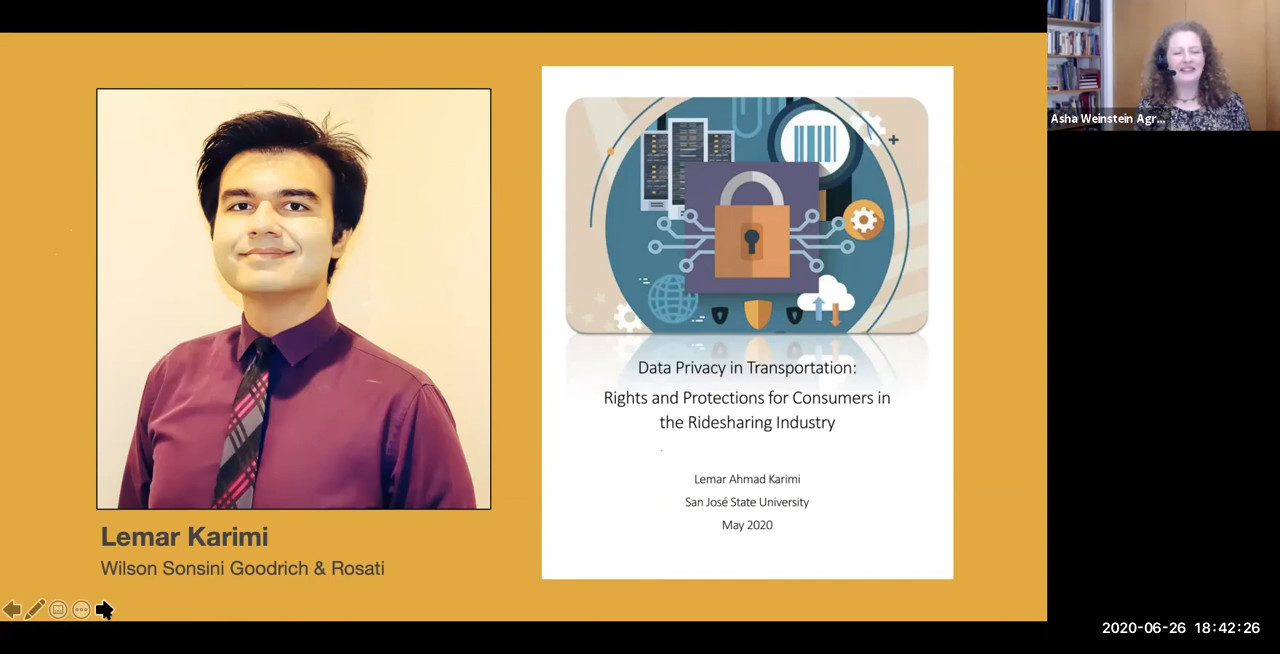 Asha Weinstein Agr...
Data Privacy in Transportation:
Rights and Protections for Consumers in
the Ridesharing Industry
Lemar Ahmad Karimi
San José State University
May 2020
Lemar Karimi
Wilson Sonsini Goodrich & Rosati
2020-06-26 18:42:26